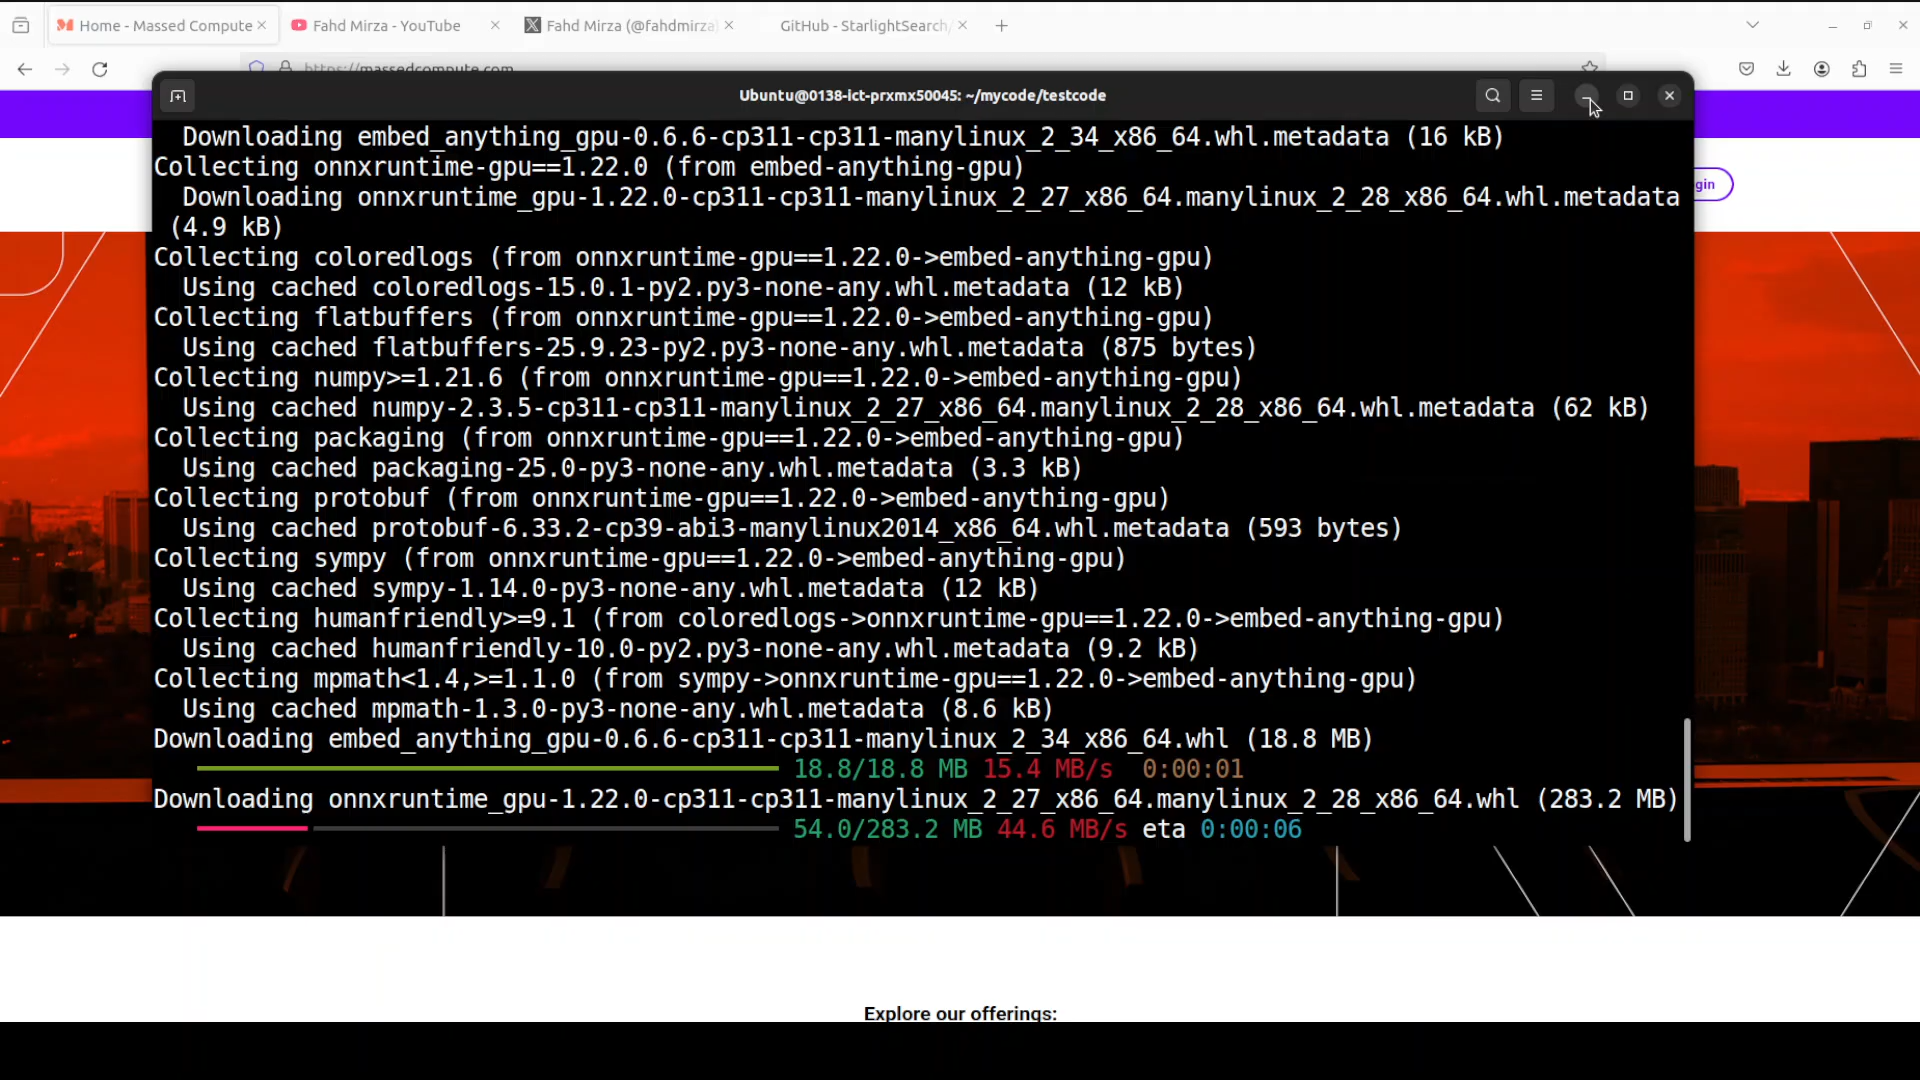 Home - Massed Compute
Fahd Mirza - YouTube
Fahd Mirza (@fahdmirza)
GitHub - StarlightSearch/
https://massedcompute.com
Ubuntu@0138-ict-prxmx50045: ~/mycode/testcode
Downloading embed_anything_gpu-0.6.6-cp311-cp311-manylinux_2_34_x86_64.whl.metadata (16 kB)
Collecting onnxruntime-gpu==1.22.0 (from embed-anything-gpu)
Downloading onnxruntime_gpu-1.22.0-cp311-cp311-manylinux_2_27_x86_64.manylinux_2_28_x86_64.whl.metadata
(4.9 kB)
gin
Collecting coloredlogs (from onnxruntime-gpu==1.22.0->embed-anything-gpu)
Using cached coloredlogs-15.0.1-py2.py3-none-any.whl.metadata (12 kB)
Collecting flatbuffers (from onnxruntime-gpu==1.22.0->embed-anything-gpu)
Using cached flatbuffers-25.9.23-py2.py3-none-any.whl.metadata (875 bytes)
Collecting numpy>=1.21.6 (from onnxruntime-gpu==1.22.0->embed-anything-gpu)
Using cached numpy-2.3.5-cp311-cp311-manylinux_2_27_x86_64.manylinux_2_28_x86_64.whl.metadata (62 kB)
Collecting packaging (from onnxruntime-gpu==1.22.0->embed-anything-gpu)
Using cached packaging-25.0-py3-none-any.whl.metadata (3.3 kB)
Collecting protobuf (from onnxruntime-gpu==1.22.0->embed-anything-gpu)
Using cached protobuf-6.33.2-cp39-abi3-manylinux2014_x86_64.whl.metadata (593 bytes)
Collecting sympy (from onnxruntime-gpu==1.22.0->embed-anything-gpu)
Using cached sympy-1.14.0-py3-none-any.whl.metadata (12 kB)
Collecting humanfriendly>=9.1 (from coloredlogs->onnxruntime-gpu==1.22.0->embed-anything-gpu)
Using cached humanfriendly-10.0-py2.py3-none-any.whl.metadata (9.2 kB)
Collecting mpmath<1.4,>=1.1.0 (from sympy->onnxruntime-gpu==1.22.0->embed-anything-gpu)
Using cached mpmath-1.3.0-py3-none-any.whl.metadata (8.6 kB)
Downloading embed_anything_gpu-0.6.6-cp311-cp311-manylinux_2_34_x86_64.whl (18.8 MB)
18.8/18.8 MB 15.4 MB/s 0:00:01
Downloading onnxruntime_gpu-1.22.0-cp311-cp311-manylinux_2_27_x86_64.manylinux_2_28_x86_64.whl (283.2 MB)
54.0/283.2 MB 44.6 MB/s eta 0:00:06
Explore our offerings: